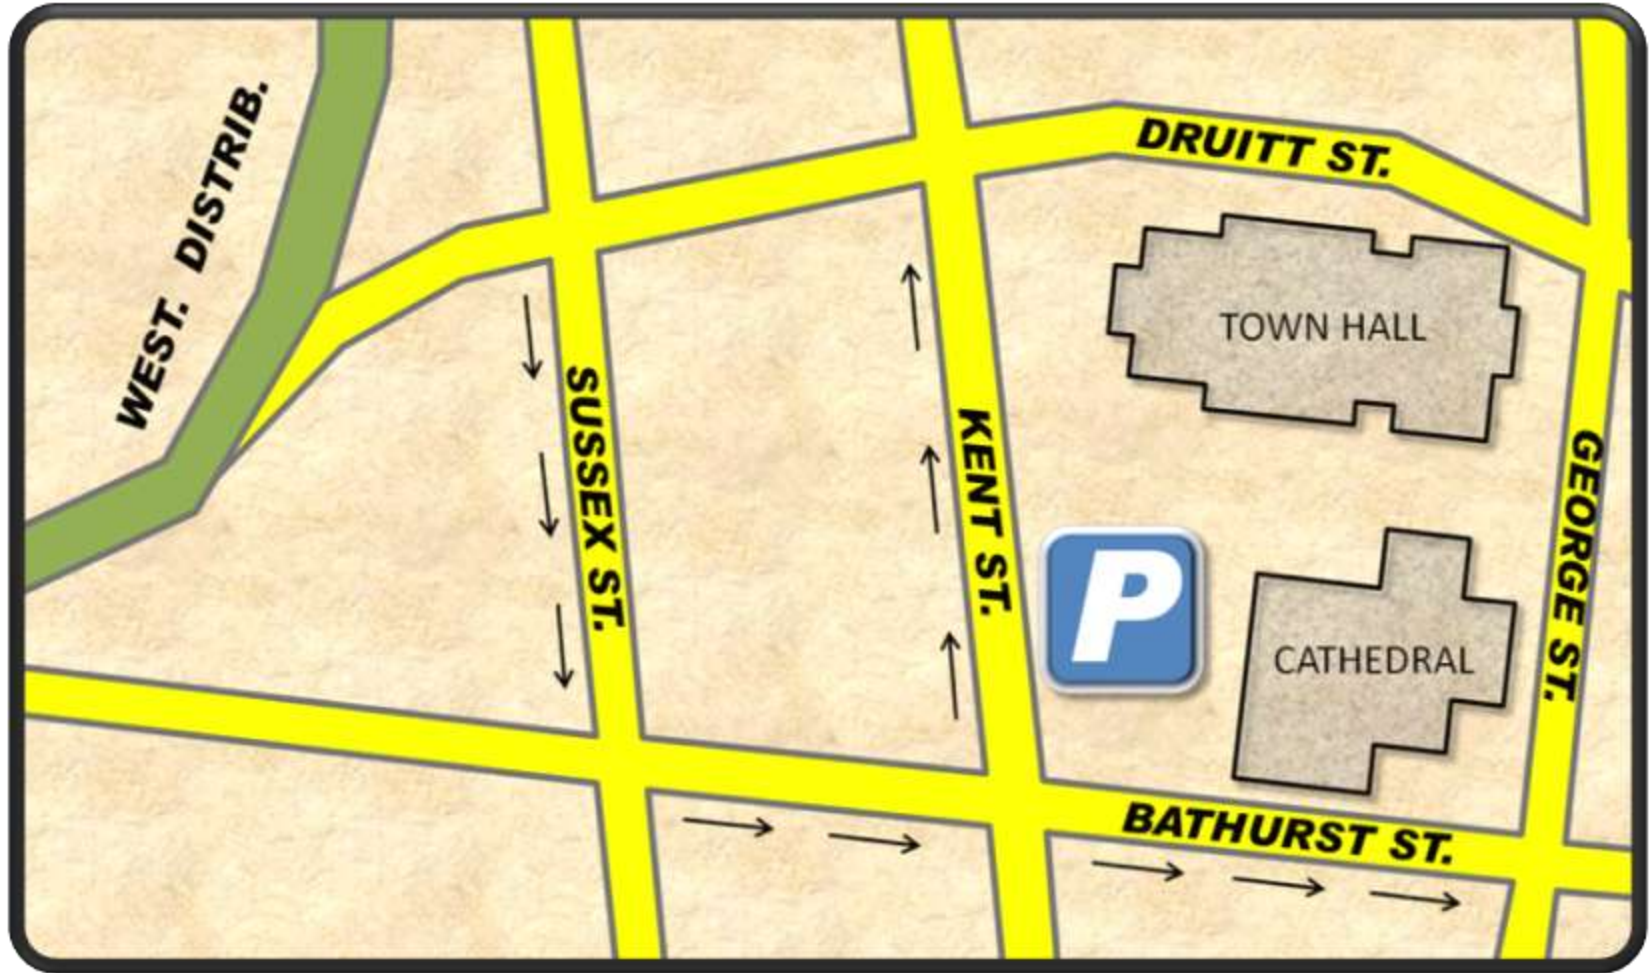 WEST. DISTRIB.
DRUITT ST.
TOWN HALL
SUSSEX ST.
KENT ST.
GEORGE ST.
P
CATHEDRAL
BATHURST ST.